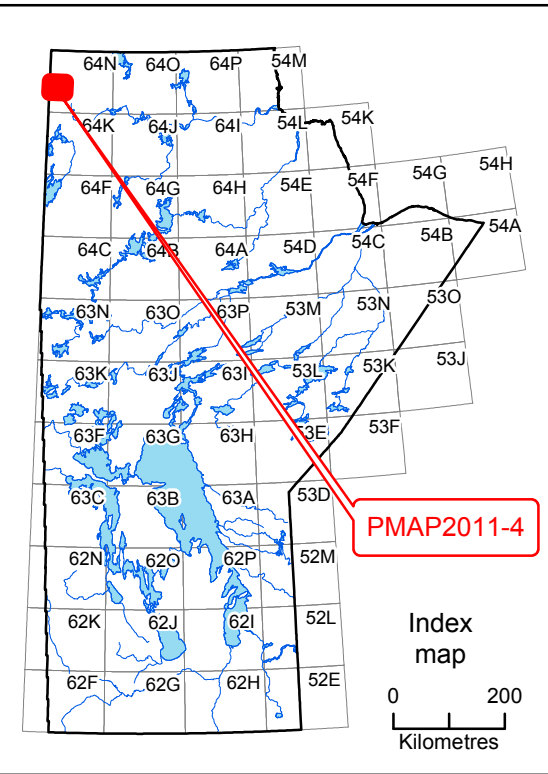 64N 64O 64P 54M
64K 64J 64I 54L 54K
64F 64G 64H 54E 54F 54G 54H
64C 64B 64A 54D 54C 54B 54A
63N 63O 63P 53M 53N 53O
63K 63J 63I 53L 53K 53J
63F 63G 63H 53E 53F
63C 63B 63A 53D
PMAP2011-4
62N 62O 62P 52M
62K 62J 62I 52L
Index
map
62F 62G 62H 52E
0 200
Kilometres